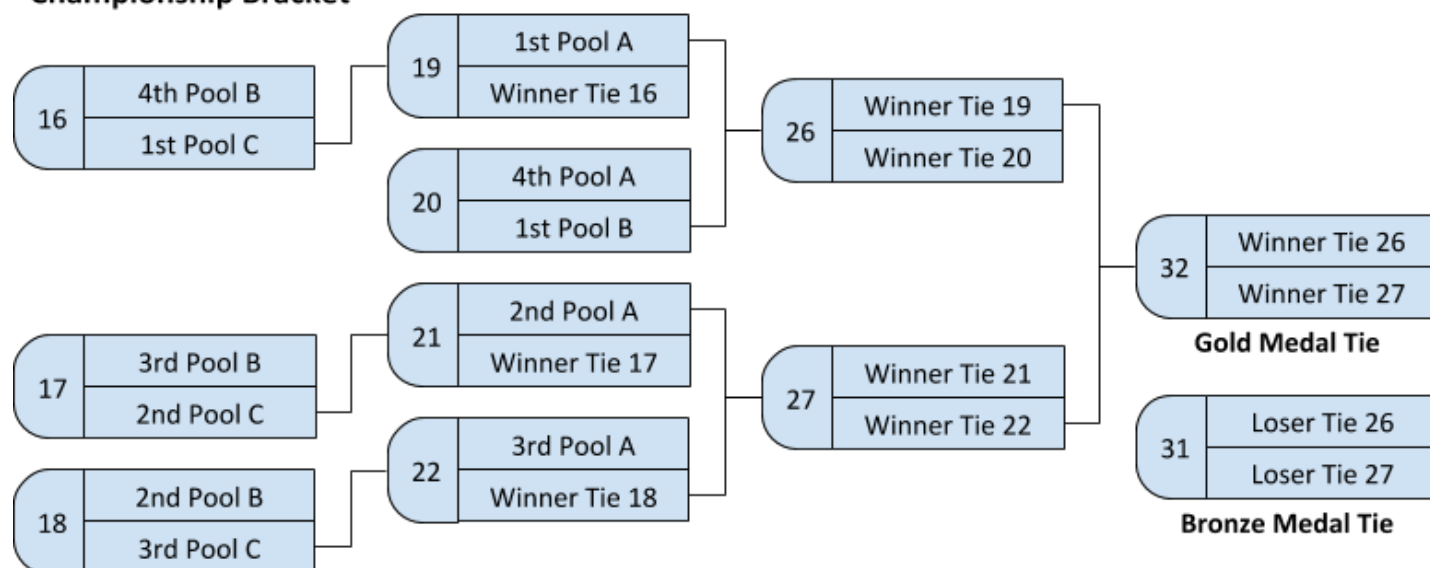 Championship Bracket
16
4th Pool B
1st Pool C
19
1st Pool A
Winner Tie 16
20
4th Pool A
1st Pool B
26
Winner Tie 19
Winner Tie 20
17
3rd Pool B
2nd Pool C
21
2nd Pool A
Winner Tie 17
18
2nd Pool B
3rd Pool C
22
3rd Pool A
Winner Tie 18
27
Winner Tie 21
Winner Tie 22
32
Winner Tie 26
Winner Tie 27
Gold Medal Tie
31
Loser Tie 26
Loser Tie 27
Bronze Medal Tie